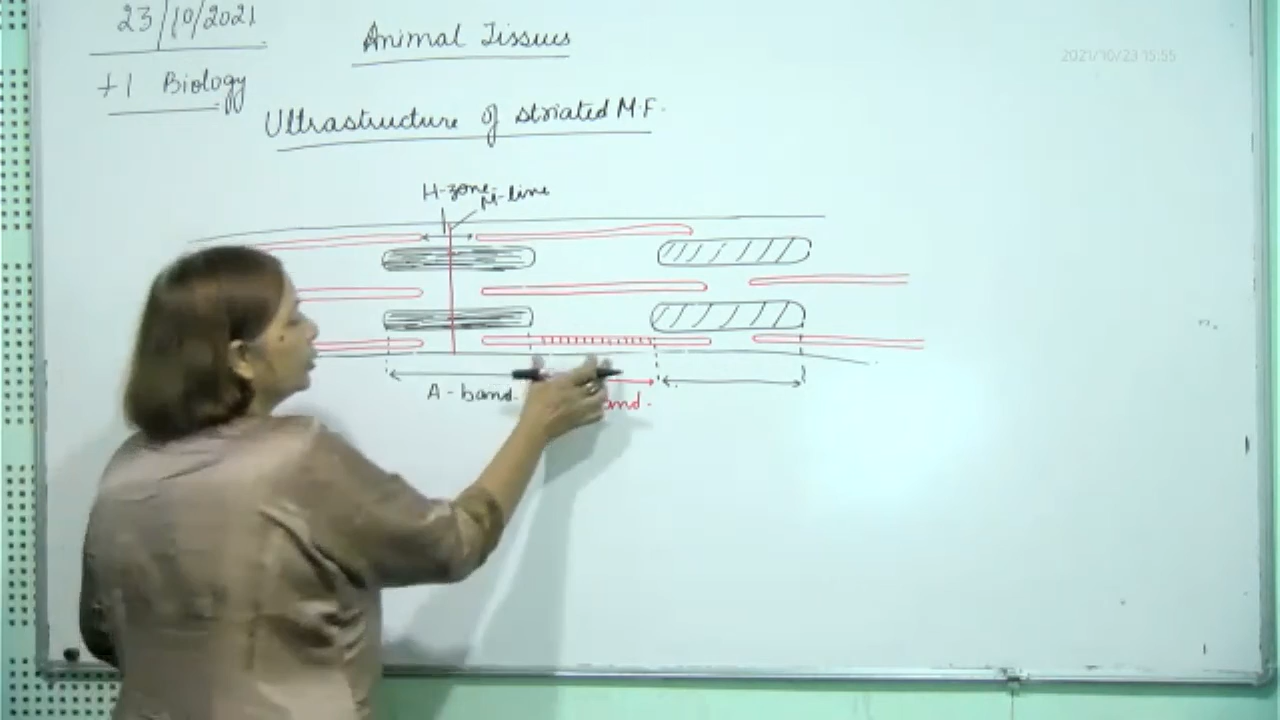 23/10/2021
+1 Biology
Animal Tissues
2021/10/23 15:55
Ultrastructure of striated M.F.
H-zone.
M-line
A-band.